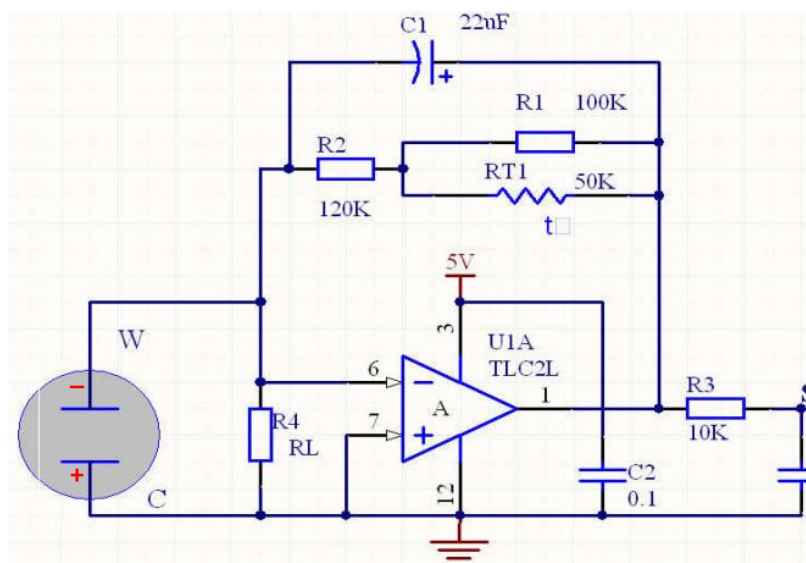 C1 22uF
R1 100K
R2
RT1 50K
120K
t
5V
W
3
U1A
TLC2L
6
A
1
R3
7
R4
RL
10K
C2
C
12
0.1